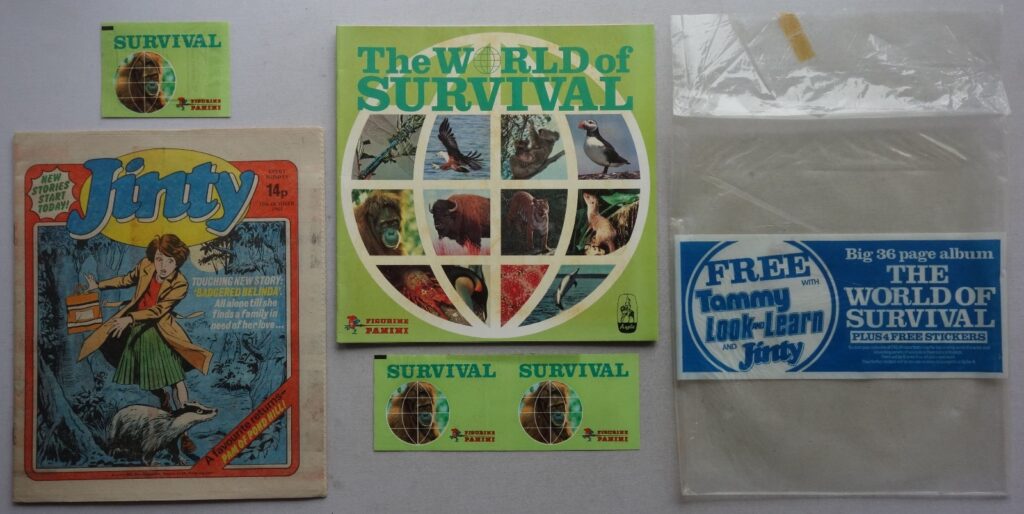 SURVIVAL
FIGURINE
PANINI
NEW
STORIES
START
TODAY!
Jinty
EVERY
14p
TOUCHING NEW STORY:
'BADGERED BELINDA'
All alone till she
finds a family in
need of her love...
A favourite returns—
PAM OF POND HILL!
The WORLD of
SURVIVAL
FIGURINE
PANINI
SURVIVAL
FIGURINE
PANINI
SURVIVAL
FIGURINE
PANINI
FREE
WITH
Tammy
Look AND Learn
AND Jinty
Big 36 page album
THE
WORLD OF
SURVIVAL
PLUS 4 FREE STICKERS